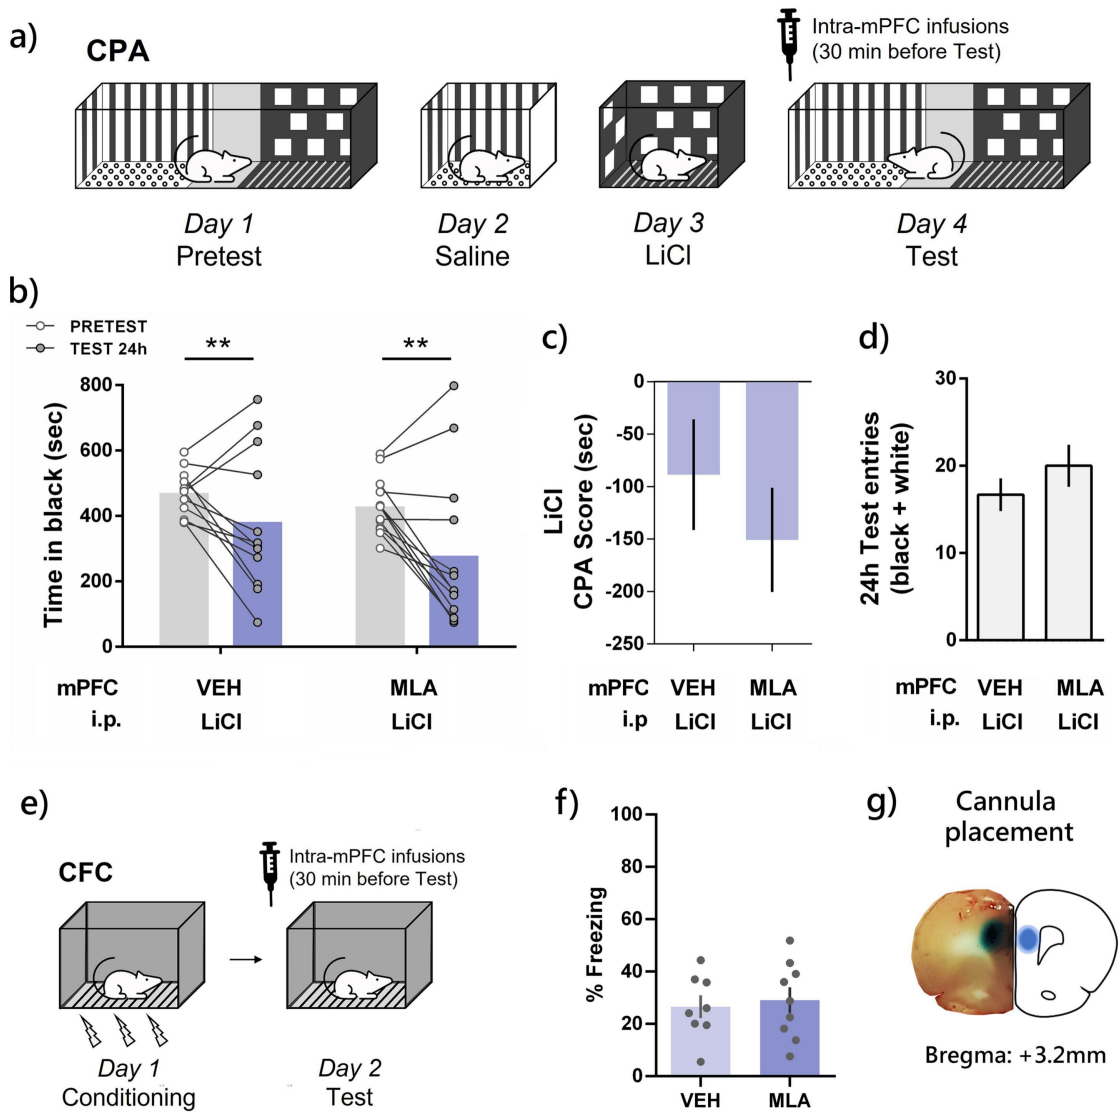 a)
CPA
Intra-mPFC infusions
(30 min before Test)
Day 1
Pretest
Day 2
Saline
Day 3
LiCl
Day 4
Test
b)
PRETEST
TEST 24h
**
**
Time in black (sec)
800
600
400
200
0
mPFC VEH MLA
i.p. LiCl LiCl
c)
LiCl
CPA Score (sec)
0
-50
-100
-150
-200
-250
mPFC VEH MLA
i.p LiCl LiCl
d)
24h Test entries
(black + white)
30
20
10
0
mPFC VEH MLA
i.p. LiCl LiCl
e)
CFC
Intra-mPFC infusions
(30 min before Test)
Day 1
Conditioning
Day 2
Test
f)
% Freezing
100
80
60
40
20
0
VEH MLA
g)
Cannula
placement
Bregma: +3.2mm